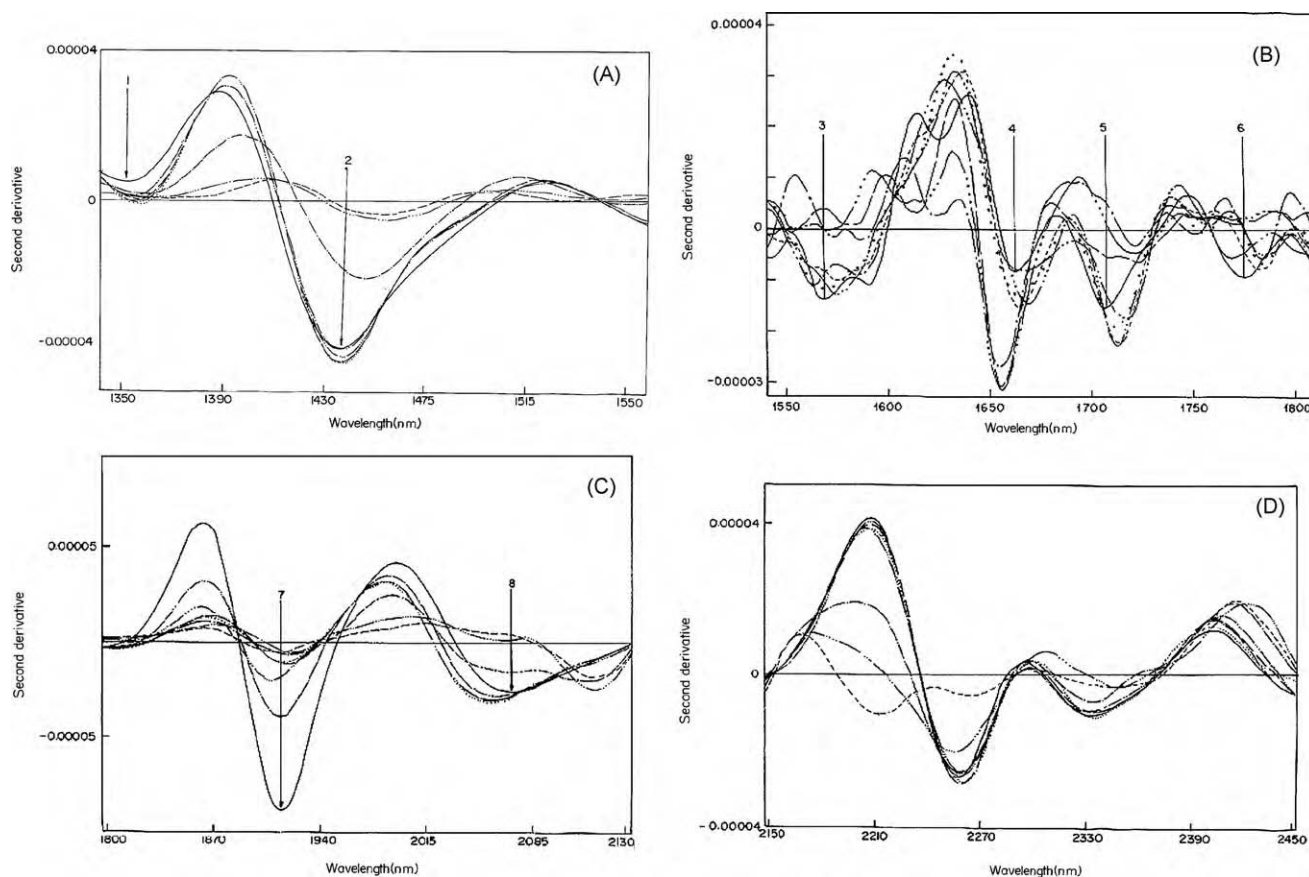 (A)
0.00004
0
-0.00004
1
2
1350 1390 1430 1475 1515 1550
Wavelength(nm)
Second derivative
(B)
0.00004
0
-0.00003
3
4
5
6
1550 1600 1650 1700 1750 1800
Wavelength(nm)
Second derivative
(C)
0.00005
-0.00005
7
8
1800 1870 1940 2015 2085 2130
Wavelength(nm)
Second derivative
(D)
0.00004
0
-0.00004
2150 2220 2270 2330 2390 2450
Wavelength(nm)
Second derivative